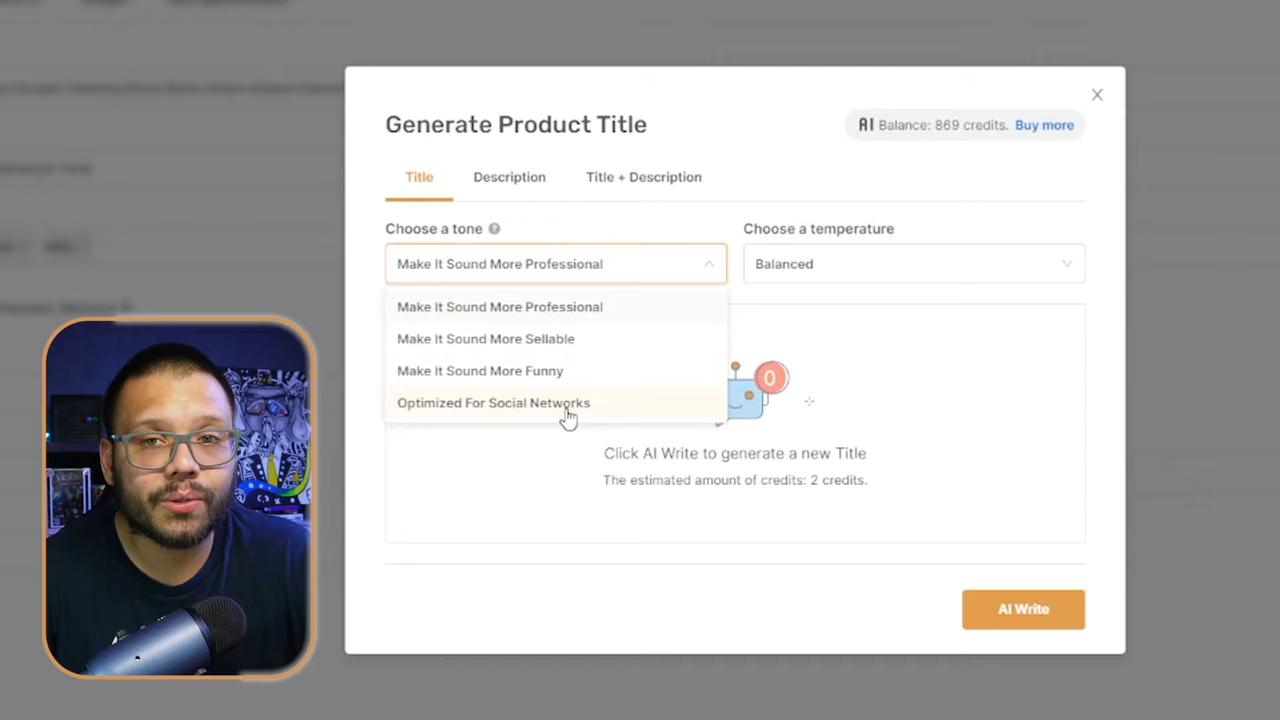 Generate Product Title
AI Balance: 869 credits. Buy more
Title
Description
Title + Description
Choose a tone ?
Choose a temperature
Make It Sound More Professional
Balanced
Make It Sound More Professional
Make It Sound More Sellable
Make It Sound More Funny
Optimized For Social Networks
0
Click AI Write to generate a new Title
The estimated amount of credits: 2 credits.
AI Write